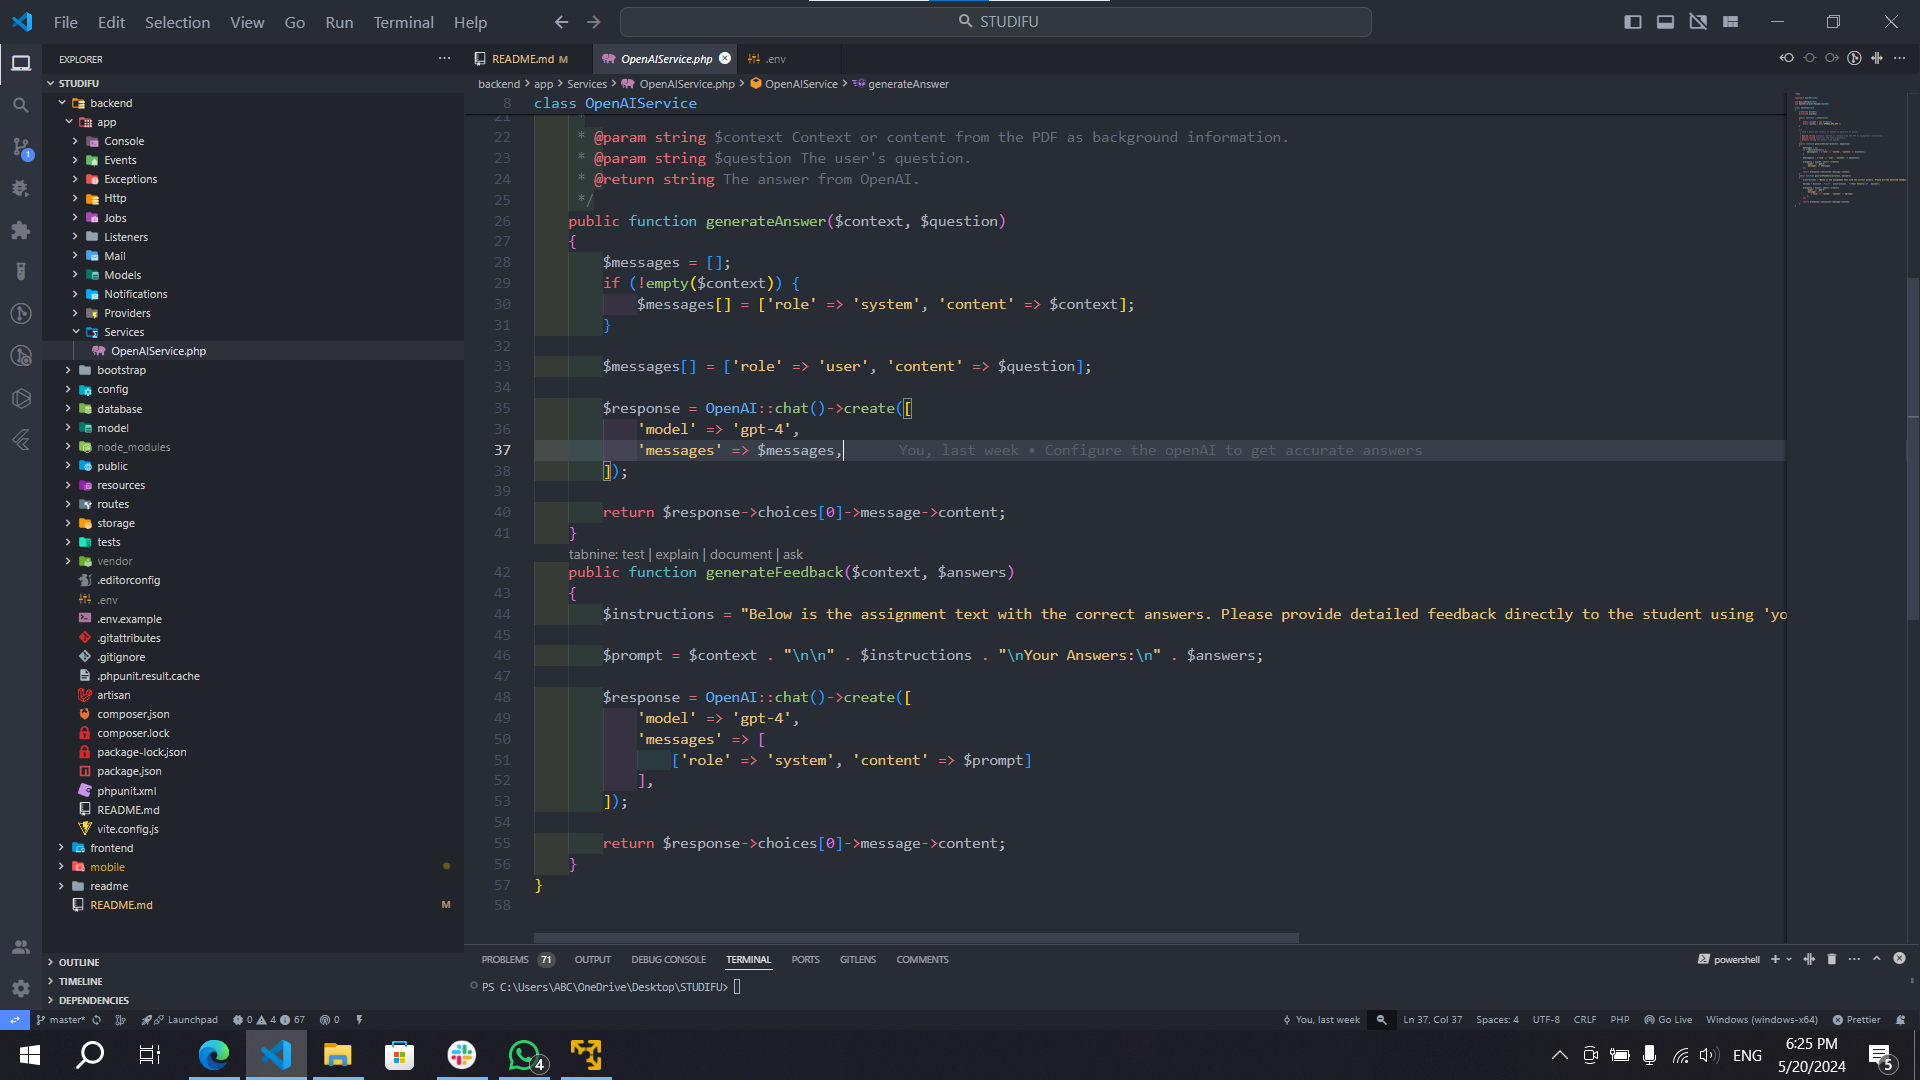 File Edit Selection View Go Run Terminal Help
STUDIFU
EXPLORER
STUDIFU
backend
app
Console
Events
Exceptions
Http
Jobs
Listeners
Mail
Models
Notifications
Providers
Services
OpenAIService.php
bootstrap
config
database
model
node_modules
public
resources
routes
storage
tests
vendor
.editorconfig
.env
.env.example
.gitattributes
.gitignore
.phpunit.result.cache
artisan
composer.json
composer.lock
package-lock.json
package.json
phpunit.xml
README.md
vite.config.js
frontend
mobile
readme
README.md M
OUTLINE
TIMELINE
DEPENDENCIES
README.md M OpenAIService.php .env
backend > app > Services > OpenAIService.php > OpenAIService > generateAnswer
8 class OpenAIService
21 *
22 * @param string $context Context or content from the PDF as background information.
23 * @param string $question The user's question.
24 * @return string The answer from OpenAI.
25 */
26 public function generateAnswer($context, $question)
27 {
28 $messages = [];
29 if (!empty($context)) {
30 $messages[] = ['role' => 'system', 'content' => $context];
31 }
32
33 $messages[] = ['role' => 'user', 'content' => $question];
34
35 $response = OpenAI::chat()->create([
36 'model' => 'gpt-4',
37 'messages' => $messages, You, last week • Configure the openAI to get accurate answers
38 ]);
39
40 return $response->choices[0]->message->content;
41 }
tabnine: test | explain | document | ask
42 public function generateFeedback($context, $answers)
43 {
44 $instructions = "Below is the assignment text with the correct answers. Please provide detailed feedback directly to the student using 'yo
45
46 $prompt = $context . "\n\n" . $instructions . "\nYour Answers:\n" . $answers;
47
48 $response = OpenAI::chat()->create([
49 'model' => 'gpt-4',
50 'messages' => [
51 ['role' => 'system', 'content' => $prompt]
52 ],
53 ]);
54
55 return $response->choices[0]->message->content;
56 }
57 }
58
PROBLEMS 71 OUTPUT DEBUG CONSOLE TERMINAL PORTS GITLENS COMMENTS powershell
PS C:\Users\ABC\OneDrive\Desktop\STUDIFU>
master* Launchpad 0 4 67 0 You, last week Ln 37, Col 37 Spaces: 4 UTF-8 CRLF PHP Go Live Windows (windows-x64) Prettier
1
4
ENG
6:25 PM
5/20/2024
5